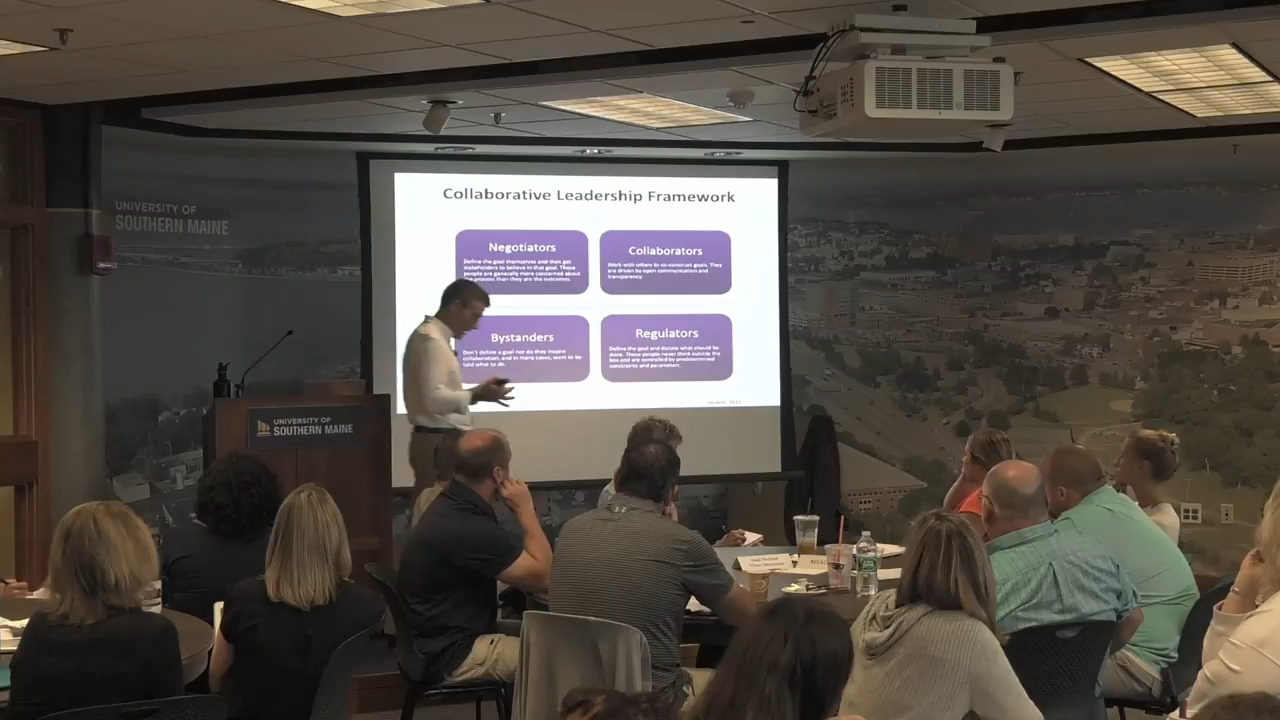 UNIVERSITY OF
SOUTHERN MAINE
Collaborative Leadership Framework
Negotiators
Define the goal themselves and then get
stakeholders to believe in that goal. These
people are generally more concerned about
the process than they are the outcomes.
Collaborators
Work with others to co-construct goals. They
are driven by open communication and
transparency.
Bystanders
Don't define a goal nor do they inspire
collaboration, and in many cases, want to be
told what to do.
Regulators
Define the goal and dictate what should be
done. These people never think outside the
box and are controlled by predetermined
constraints and parameters.
UNIVERSITY OF
SOUTHERN MAINE